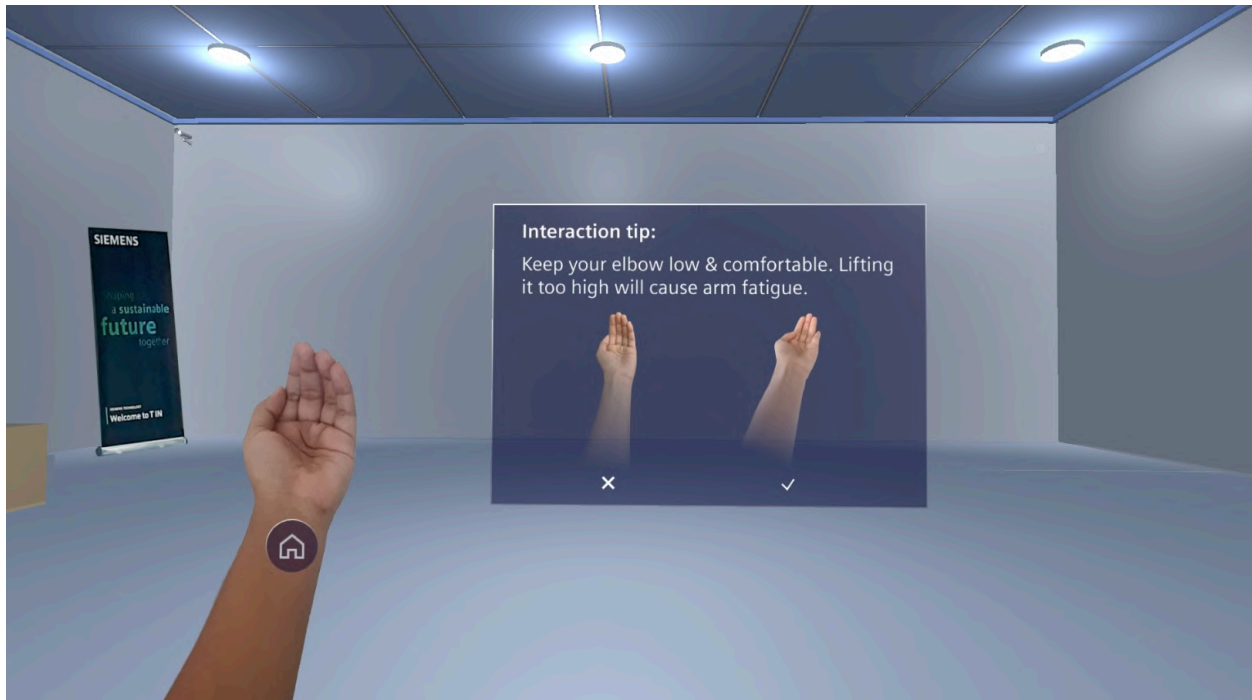 SIEMENS
Shaping
a sustainable
future
together
Welcome to T IN
Interaction tip:
Keep your elbow low & comfortable. Lifting
it too high will cause arm fatigue.